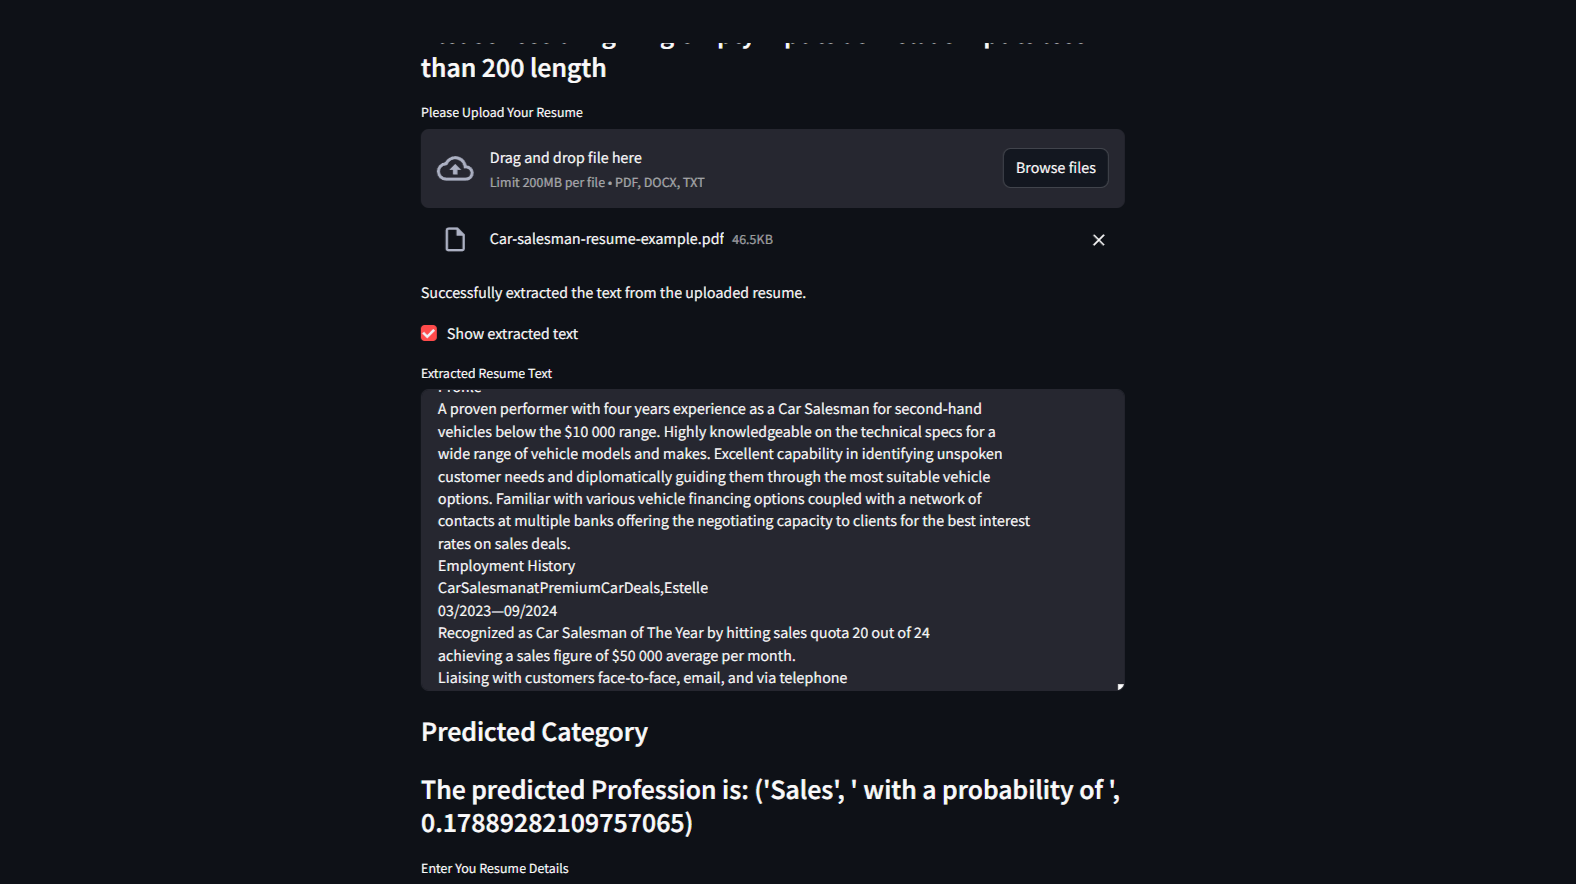 than 200 length
Please Upload Your Resume
Drag and drop file here
Limit 200MB per file • PDF, DOCX, TXT
Browse files
Car-salesman-resume-example.pdf 46.5KB
Successfully extracted the text from the uploaded resume.
Show extracted text
Extracted Resume Text
Profile
A proven performer with four years experience as a Car Salesman for second-hand
vehicles below the $10 000 range. Highly knowledgeable on the technical specs for a
wide range of vehicle models and makes. Excellent capability in identifying unspoken
customer needs and diplomatically guiding them through the most suitable vehicle
options. Familiar with various vehicle financing options coupled with a network of
contacts at multiple banks offering the negotiating capacity to clients for the best interest
rates on sales deals.
Employment History
CarSalesmanatPremiumCarDeals,Estelle
03/2023—09/2024
Recognized as Car Salesman of The Year by hitting sales quota 20 out of 24
achieving a sales figure of $50 000 average per month.
Liaising with customers face-to-face, email, and via telephone
Predicted Category
The predicted Profession is: ('Sales', ' with a probability of ',
0.17889282109757065)
Enter You Resume Details